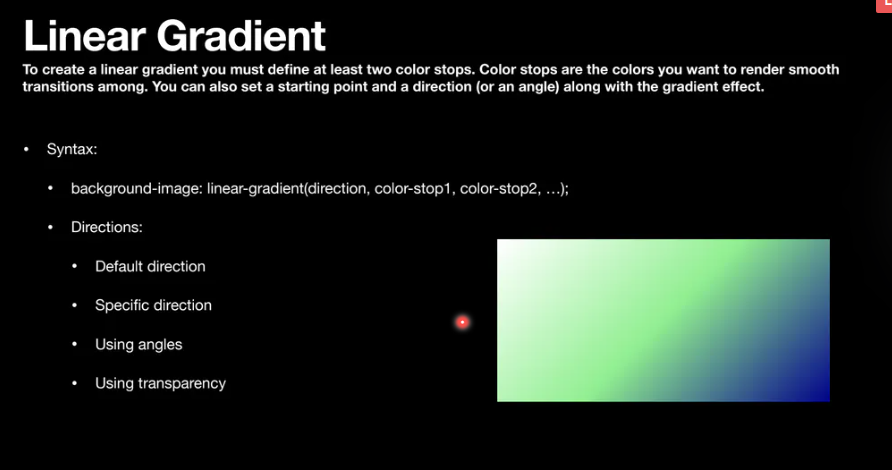 Linear Gradient
To create a linear gradient you must define at least two color stops. Color stops are the colors you want to render smooth
transitions among. You can also set a starting point and a direction (or an angle) along with the gradient effect.
• Syntax:
• background-image: linear-gradient(direction, color-stop1, color-stop2, …);
• Directions:
• Default direction
• Specific direction
• Using angles
• Using transparency